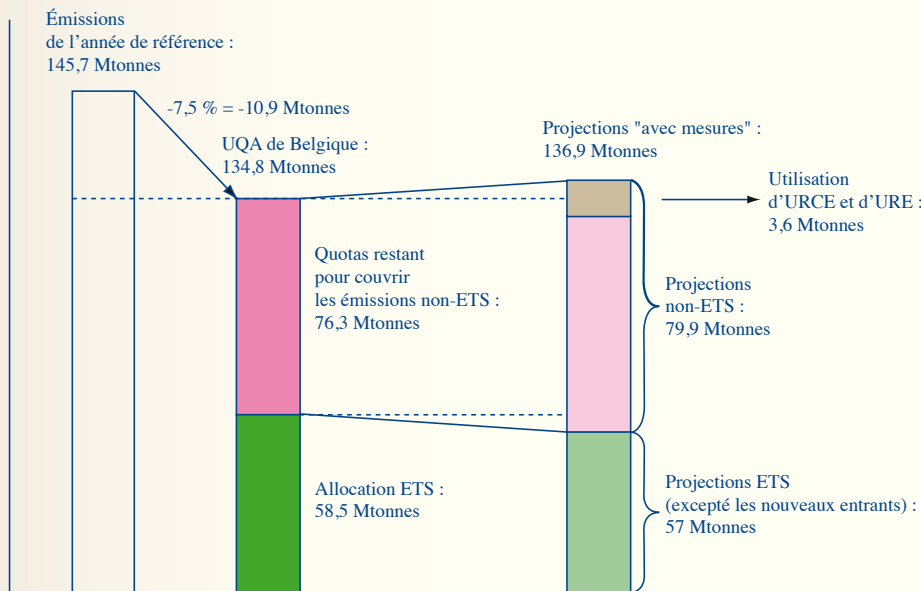 Émissions
de l’année de référence :
145,7 Mtonnes
-7,5 % = -10,9 Mtonnes
UQA de Belgique :
134,8 Mtonnes
Projections "avec mesures" :
136,9 Mtonnes
Utilisation
d’URCE et d’URE :
3,6 Mtonnes
Quotas restant
pour couvrir
les émissions non-ETS :
76,3 Mtonnes
Projections
non-ETS :
79,9 Mtonnes
Allocation ETS :
58,5 Mtonnes
Projections ETS
(excepté les nouveaux entrants) :
57 Mtonnes